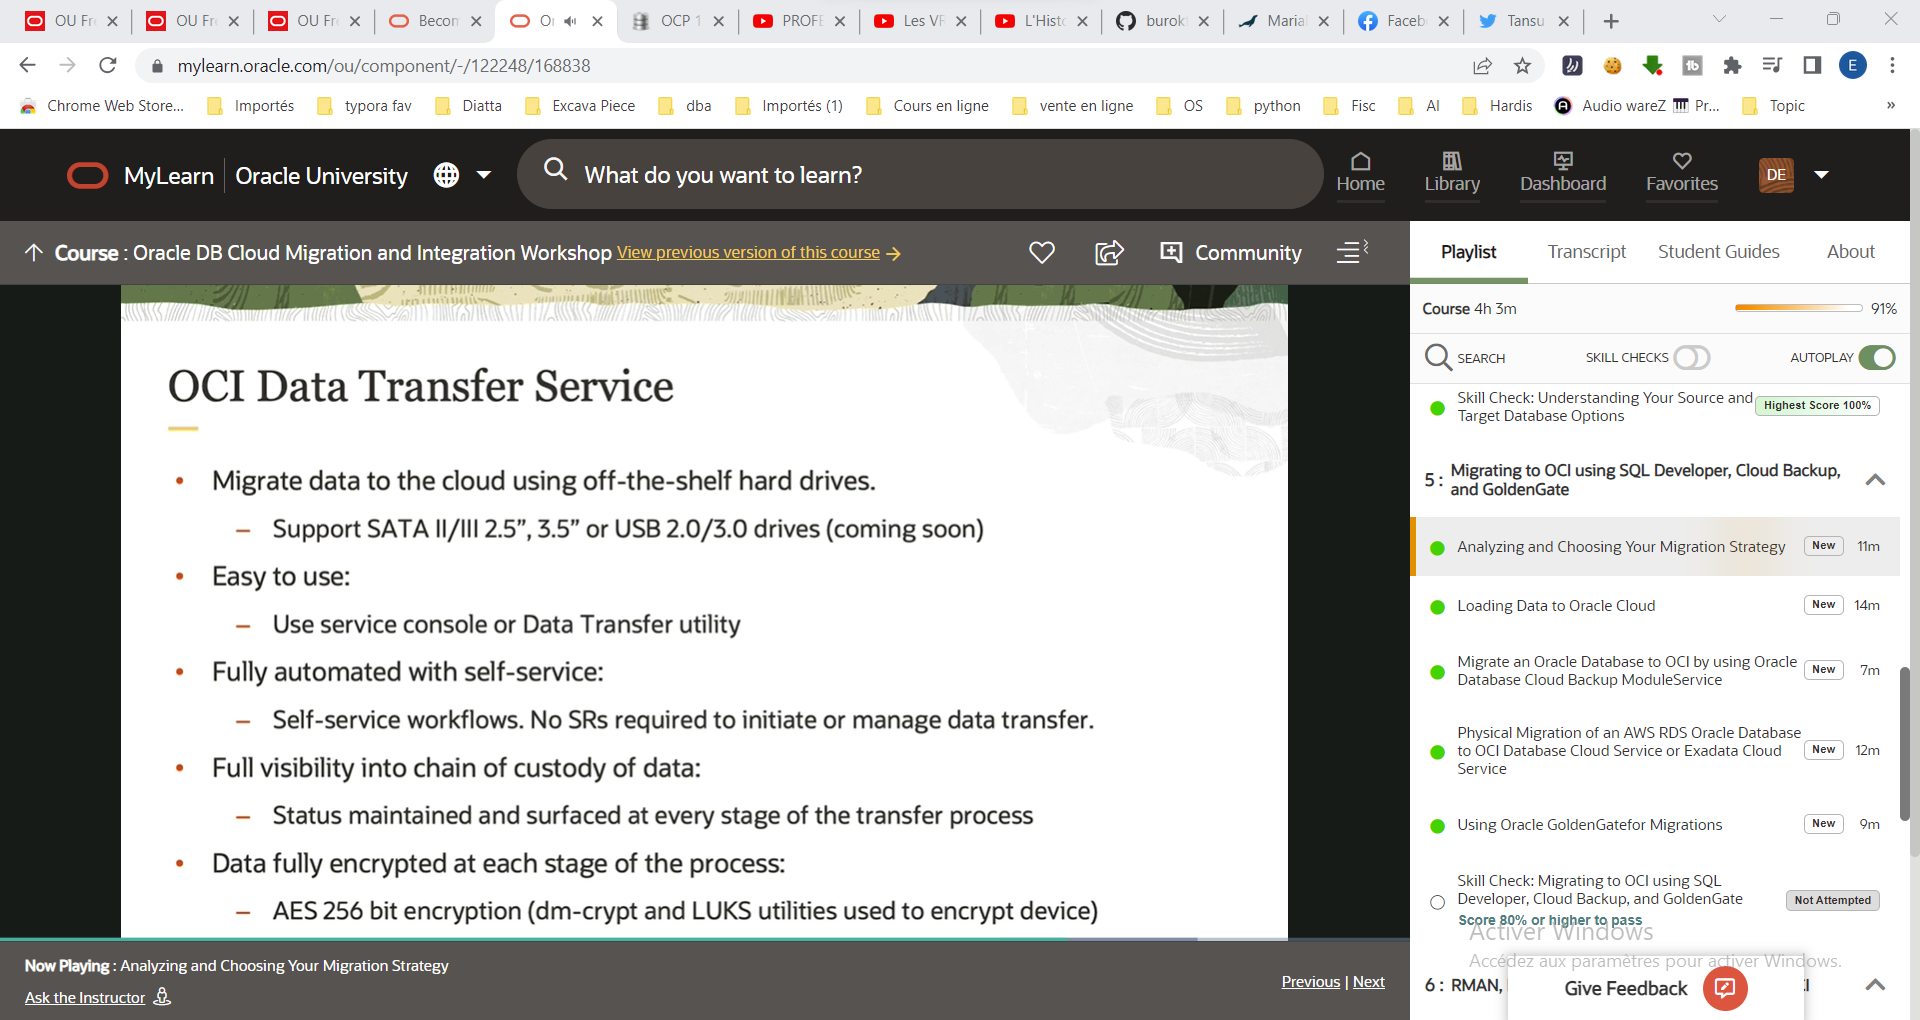 OU Fr
OU Fr
OU Fr
Becom
Or
OCP 1
PROFE
Les VF
L'Histo
burok
Maria
Faceb
Tansu
mylearn.oracle.com/ou/component/-/122248/168838
E
Chrome Web Store...
Importés
typora fav
Diatta
Excava Piece
dba
Importés (1)
Cours en ligne
vente en ligne
OS
python
Fisc
AI
Hardis
Audio wareZ
Pr...
Topic
»
MyLearn
Oracle University
What do you want to learn?
Home
Library
Dashboard
Favorites
DE
Course : Oracle DB Cloud Migration and Integration Workshop View previous version of this course
Community
Playlist
Transcript
Student Guides
About
Course 4h 3m
91%
SEARCH
SKILL CHECKS
AUTOPLAY
OCI Data Transfer Service
• Migrate data to the cloud using off-the-shelf hard drives.
– Support SATA II/III 2.5”, 3.5” or USB 2.0/3.0 drives (coming soon)
• Easy to use:
– Use service console or Data Transfer utility
• Fully automated with self-service:
– Self-service workflows. No SRs required to initiate or manage data transfer.
• Full visibility into chain of custody of data:
– Status maintained and surfaced at every stage of the transfer process
• Data fully encrypted at each stage of the process:
– AES 256 bit encryption (dm-crypt and LUKS utilities used to encrypt device)
Skill Check: Understanding Your Source and
Target Database Options
Highest Score 100%
5 :
Migrating to OCI using SQL Developer, Cloud Backup,
and GoldenGate
Analyzing and Choosing Your Migration Strategy
New
11m
Loading Data to Oracle Cloud
New
14m
Migrate an Oracle Database to OCI by using Oracle
Database Cloud Backup ModuleService
New
7m
Physical Migration of an AWS RDS Oracle Database
to OCI Database Cloud Service or Exadata Cloud
Service
New
12m
Using Oracle GoldenGatefor Migrations
New
9m
Skill Check: Migrating to OCI using SQL
Developer, Cloud Backup, and GoldenGate
Score 80% or higher to pass
Not Attempted
Activer Windows
Accédez aux paramètres pour activer Windows.
6 : RMAN,
Give Feedback
Now Playing : Analyzing and Choosing Your Migration Strategy
Ask the Instructor
Previous | Next